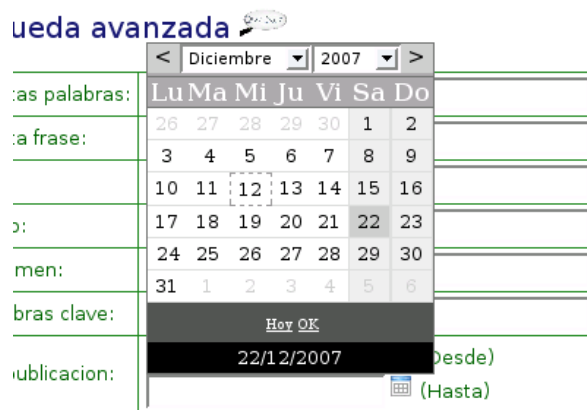 ueda avanzada
< Diciembre 2007 >
Lu Ma Mi Ju Vi Sa Do
26 27 28 29 30 1 2
3 4 5 6 7 8 9
10 11 12 13 14 15 16
17 18 19 20 21 22 23
24 25 26 27 28 29 30
31 1 2 3 4 5 6
Hoy OK
22/12/2007
tas palabras:
ta frase:
o:
men:
bras clave:
ublicacion:
Desde)
(Hasta)